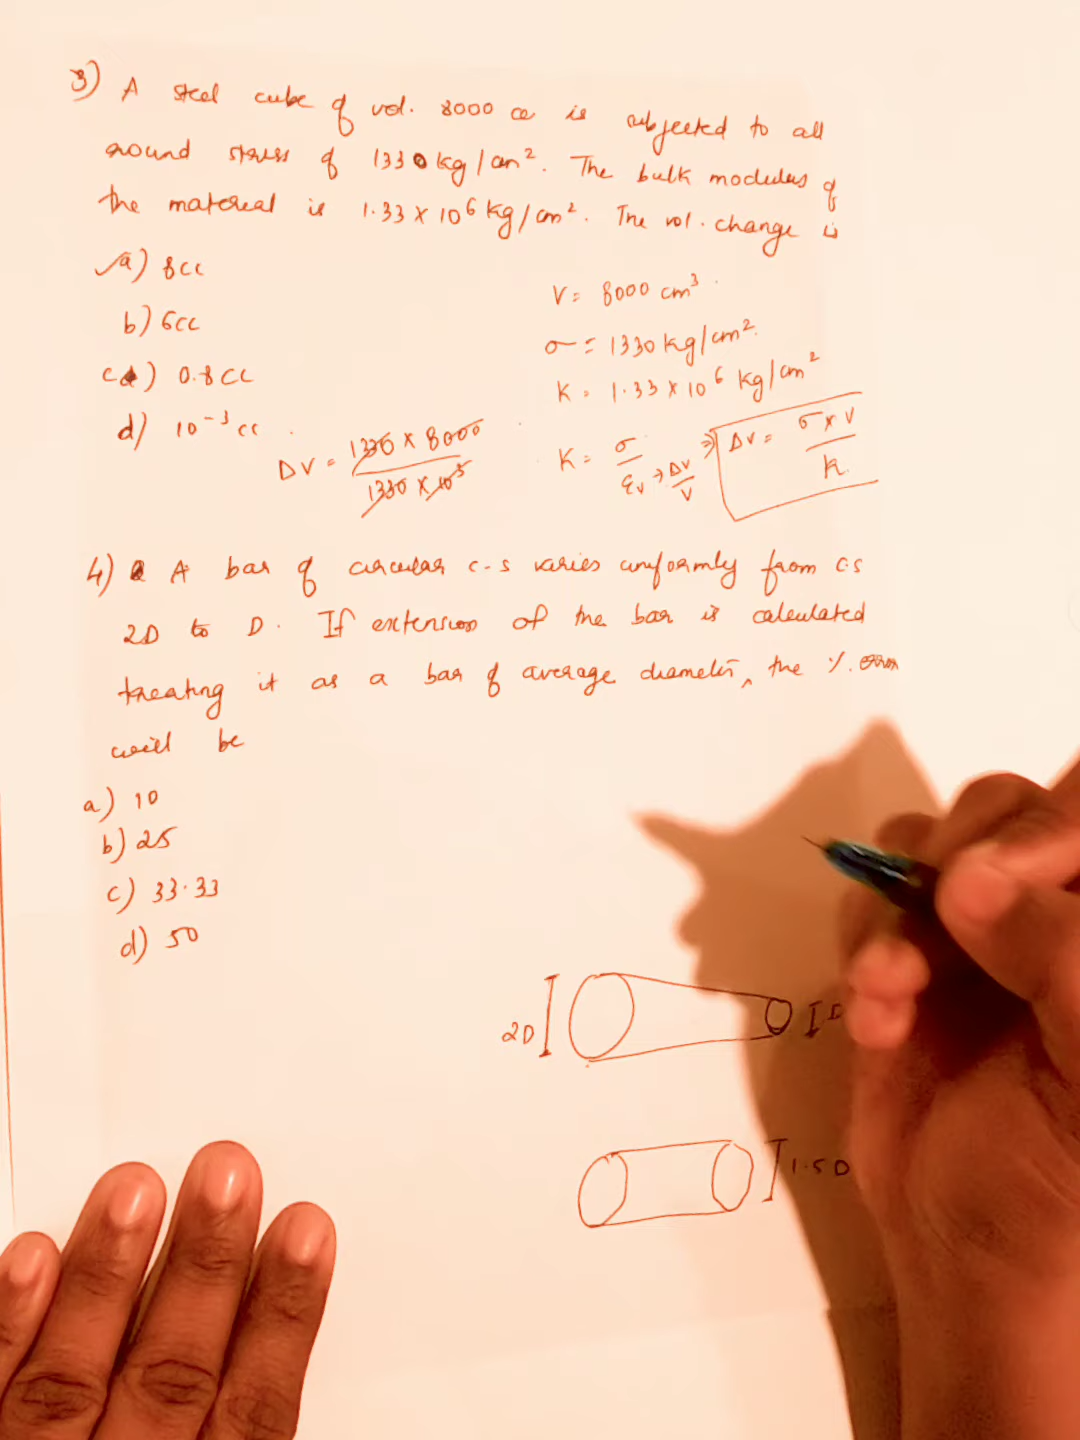 3) A steel cube of vol. 8000 cc is subjected to all
around stress of 1330 kg/cm². The bulk modulus of
the material is 1.33 x 10⁶ kg/cm². The vol. change is
✓a) 8cc
b) 6cc
c) 0.8cc
d) 10⁻³ cc
V = 8000 cm³
σ = 1330 kg/cm²
K = 1.33 x 10⁶ kg/cm²
K = σ/εv → ΔV/V ⇒ ΔV = σ x V / K
ΔV = 1330 x 8000 / 1330 x 10³
4) A bar of circular c-s varies uniformly from cs
2D to D. If extension of the bar is calculated
treating it as a bar of average diameter, the %. error
will be
a) 10
b) 25
c) 33.33
d) 50
2D
D
1.5D